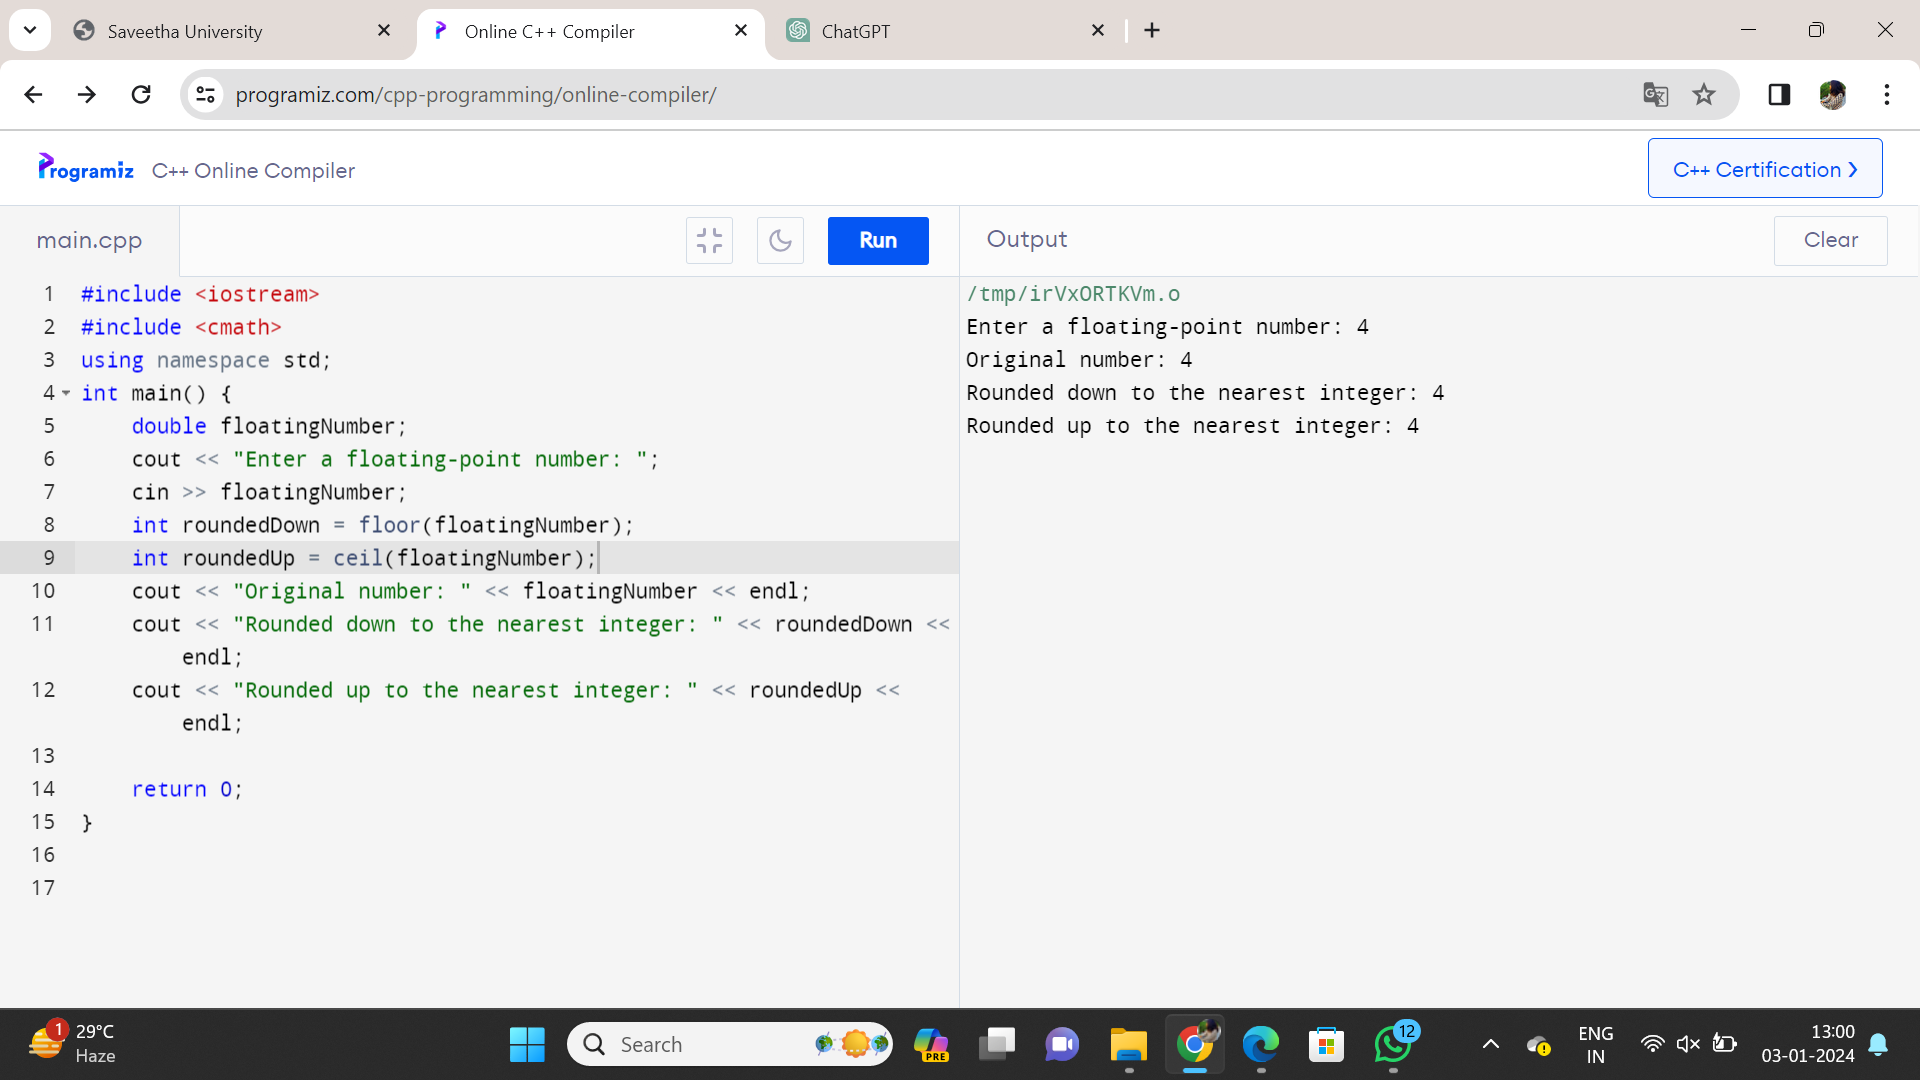 Saveetha University
Online C++ Compiler
ChatGPT
programiz.com/cpp-programming/online-compiler/
Programiz C++ Online Compiler
C++ Certification
main.cpp
Run
Output
Clear
1 #include <iostream>
2 #include <cmath>
3 using namespace std;
4 int main() {
5 double floatingNumber;
6 cout << "Enter a floating-point number: ";
7 cin >> floatingNumber;
8 int roundedDown = floor(floatingNumber);
9 int roundedUp = ceil(floatingNumber);
10 cout << "Original number: " << floatingNumber << endl;
11 cout << "Rounded down to the nearest integer: " << roundedDown <<
endl;
12 cout << "Rounded up to the nearest integer: " << roundedUp <<
endl;
13
14 return 0;
15 }
16
17
/tmp/irVxORTKVm.o
Enter a floating-point number: 4
Original number: 4
Rounded down to the nearest integer: 4
Rounded up to the nearest integer: 4
1
29°C
Haze
Search
PRE
12
ENG
IN
13:00
03-01-2024